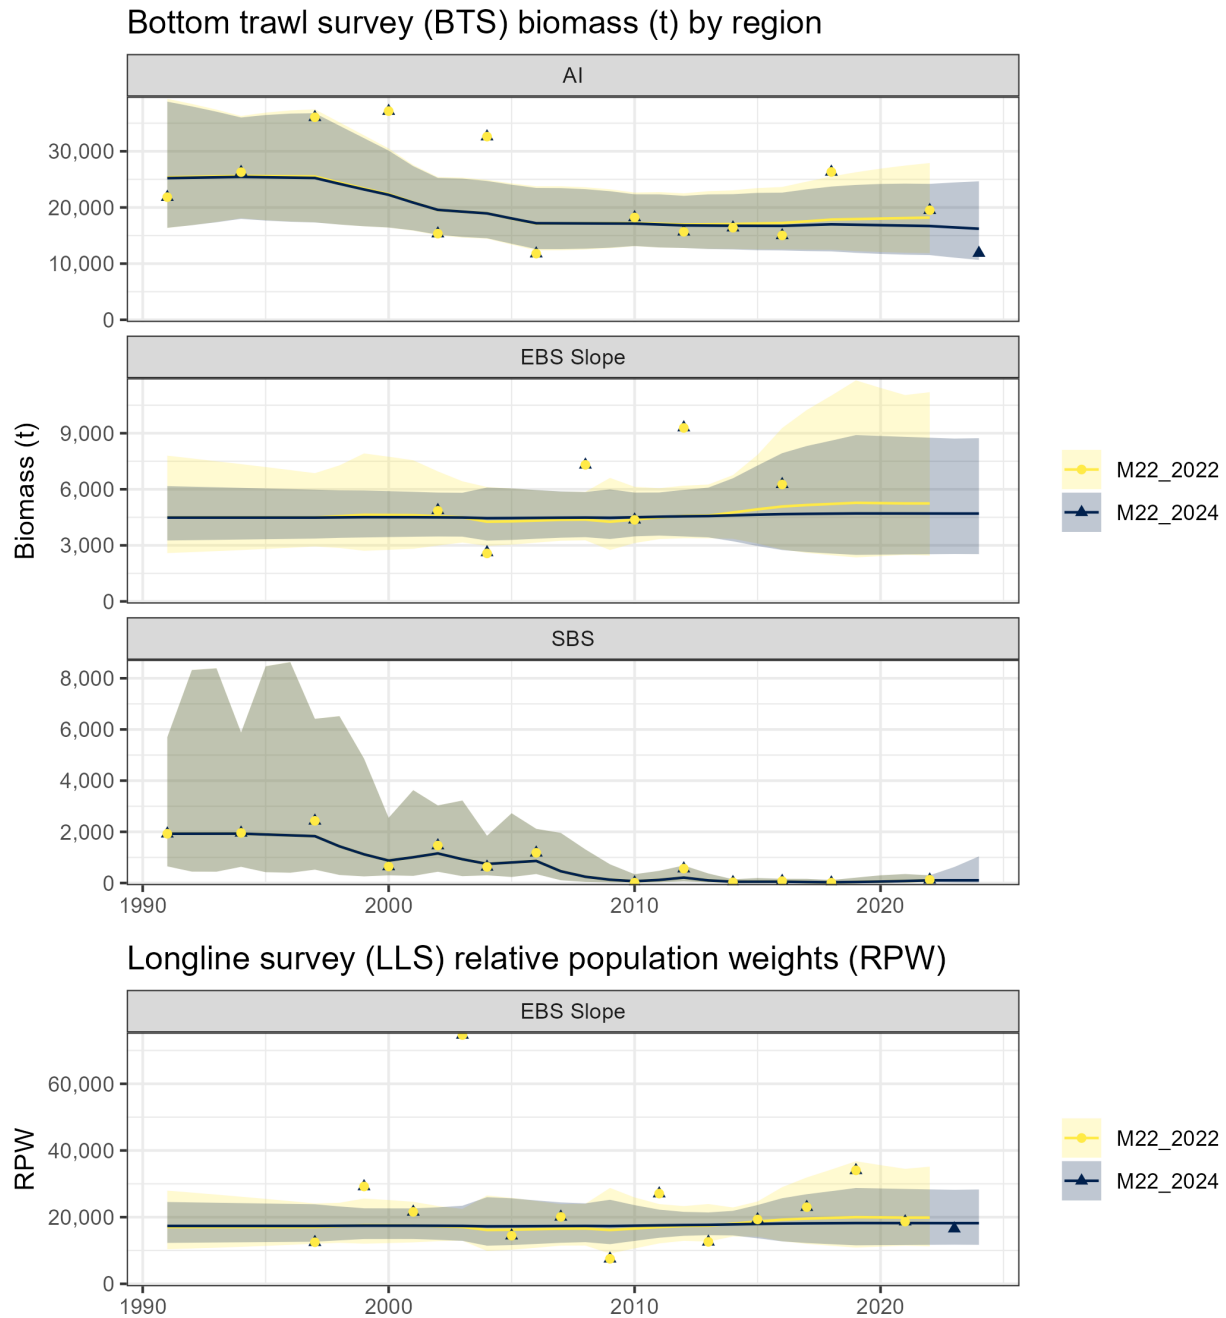 Bottom trawl survey (BTS) biomass (t) by region
AI
30,000
20,000
10,000
0
EBS Slope
9,000
6,000
3,000
0
Biomass (t)
M22_2022
M22_2024
SBS
8,000
6,000
4,000
2,000
0
1990 2000 2010 2020
Longline survey (LLS) relative population weights (RPW)
EBS Slope
60,000
40,000
20,000
0
RPW
M22_2022
M22_2024
1990 2000 2010 2020